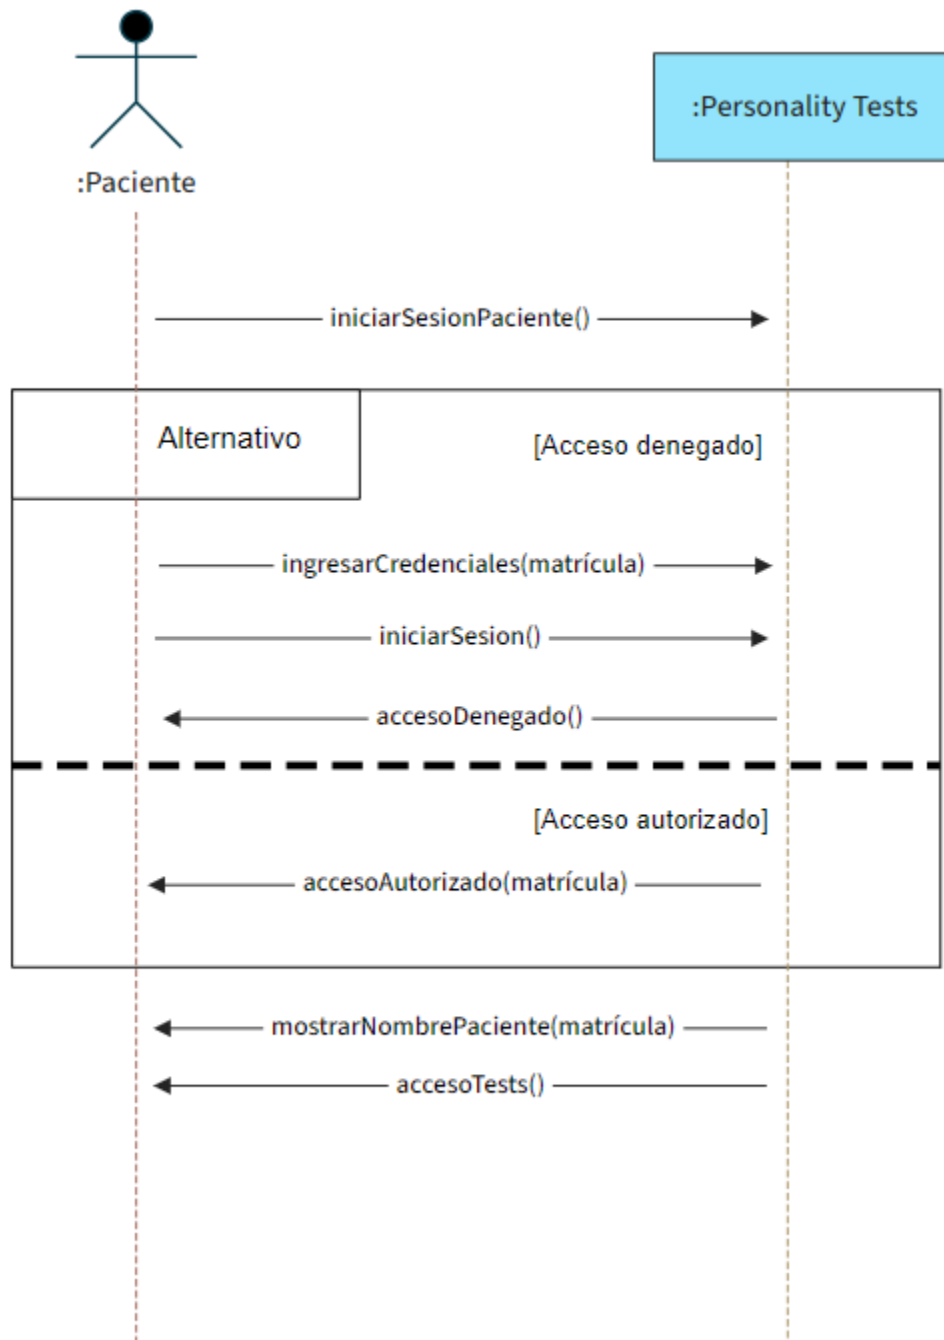 :Paciente
:Personality Tests
iniciarSesionPaciente()
Alternativo
[Acceso denegado]
ingresarCredenciales(matrícula)
iniciarSesion()
accesoDenegado()
[Acceso autorizado]
accesoAutorizado(matrícula)
mostrarNombrePaciente(matrícula)
accesoTests()